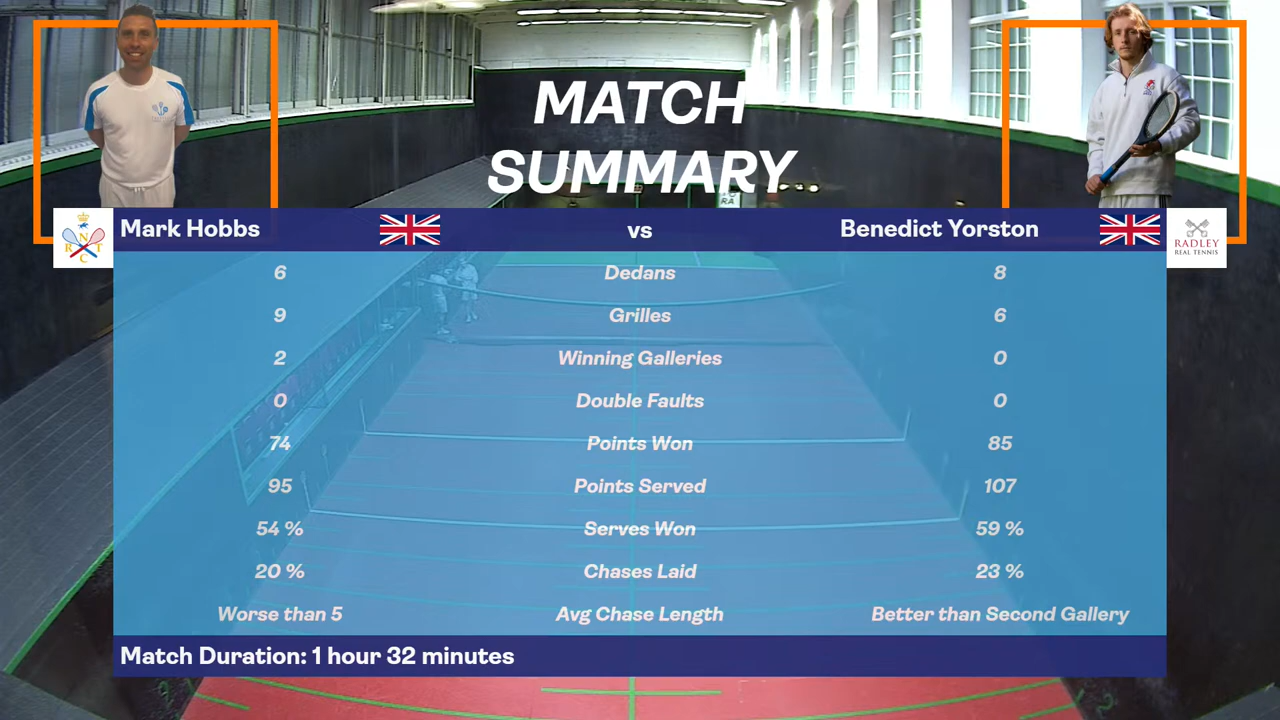 MATCH
SUMMARY
Mark Hobbs vs Benedict Yorston
N
R T
C
RADLEY
REAL TENNIS
6 Dedans 8
9 Grilles 6
2 Winning Galleries 0
0 Double Faults 0
74 Points Won 85
95 Points Served 107
54 % Serves Won 59 %
20 % Chases Laid 23 %
Worse than 5 Avg Chase Length Better than Second Gallery
Match Duration: 1 hour 32 minutes